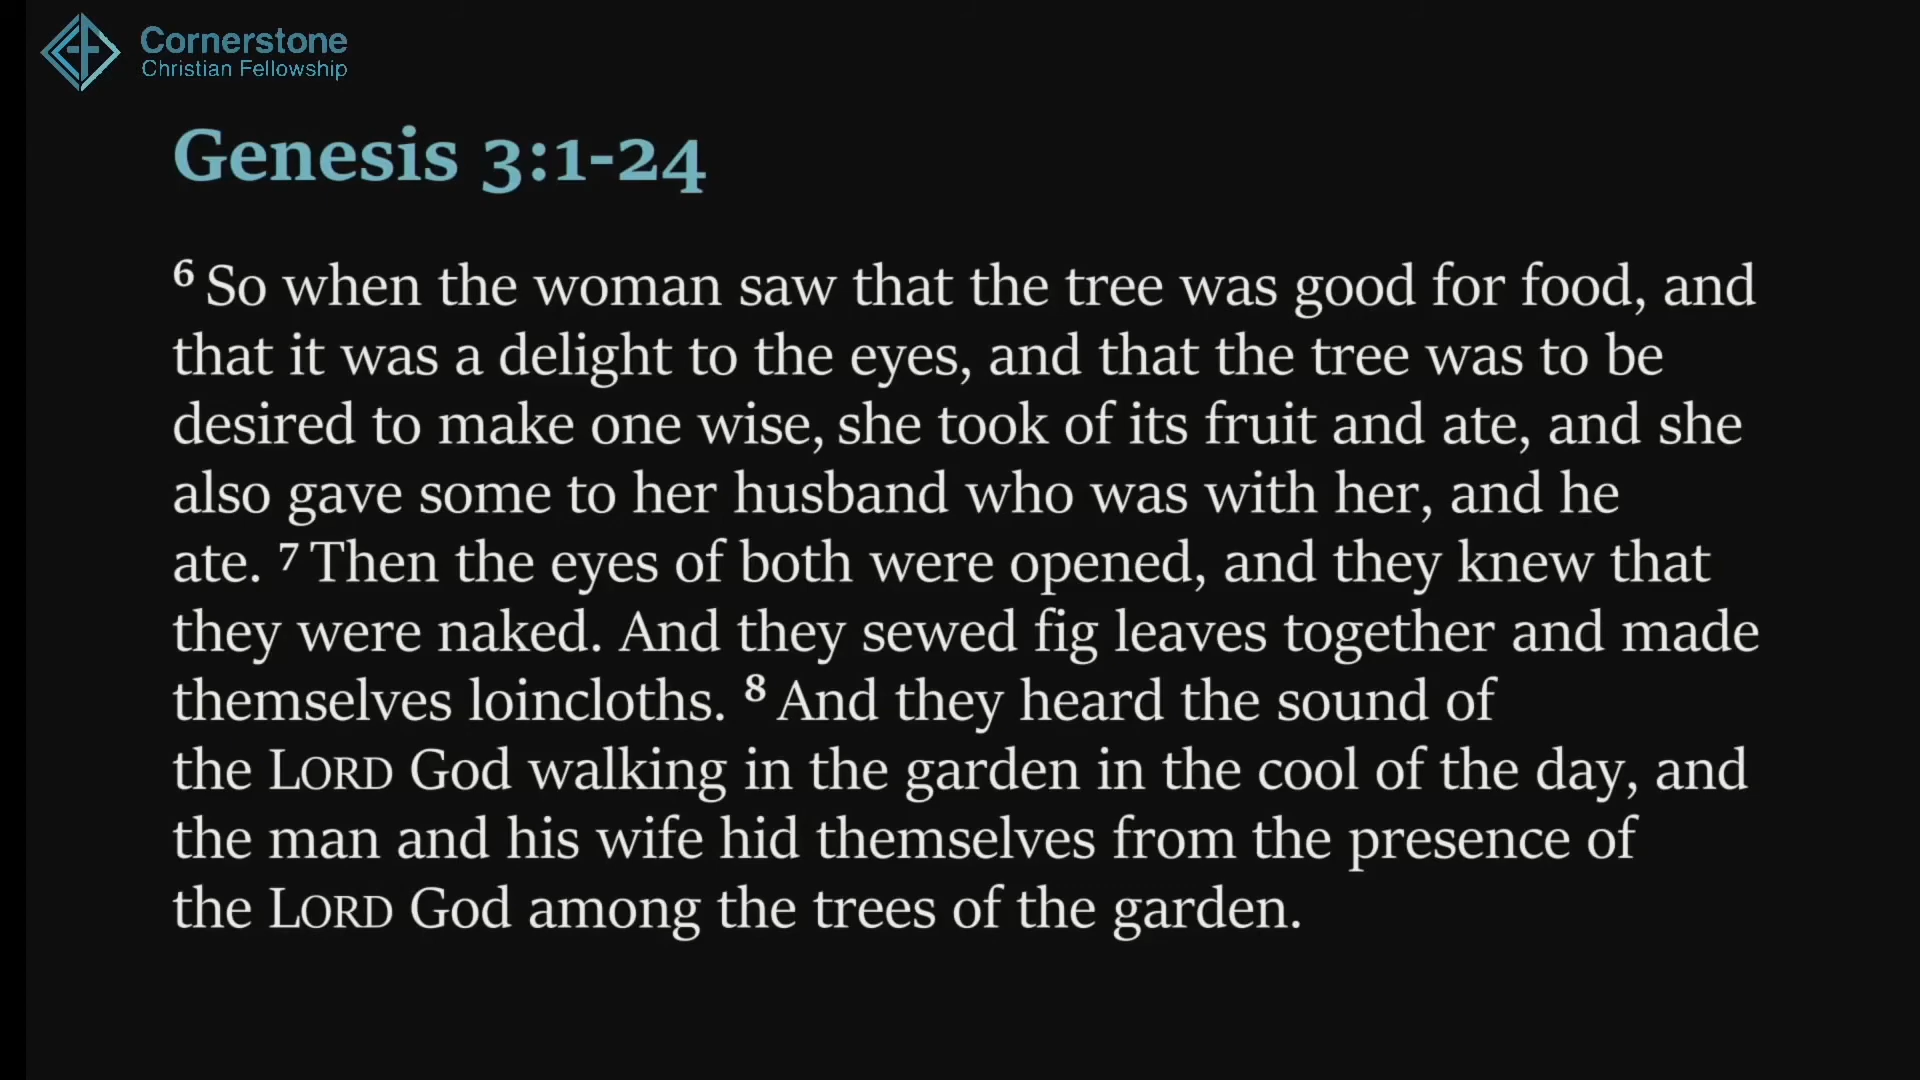 Cornerstone
Christian Fellowship
Genesis 3:1-24
6 So when the woman saw that the tree was good for food, and
that it was a delight to the eyes, and that the tree was to be
desired to make one wise, she took of its fruit and ate, and she
also gave some to her husband who was with her, and he
ate. 7 Then the eyes of both were opened, and they knew that
they were naked. And they sewed fig leaves together and made
themselves loincloths. 8 And they heard the sound of
the LORD God walking in the garden in the cool of the day, and
the man and his wife hid themselves from the presence of
the LORD God among the trees of the garden.